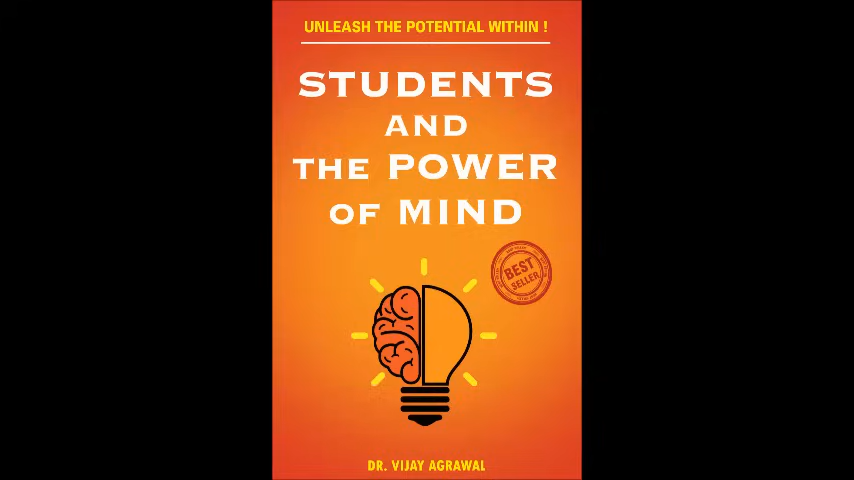 UNLEASH THE POTENTIAL WITHIN !
STUDENTS
AND
THE POWER
OF MIND
BEST
SELLER
DR. VIJAY AGRAWAL